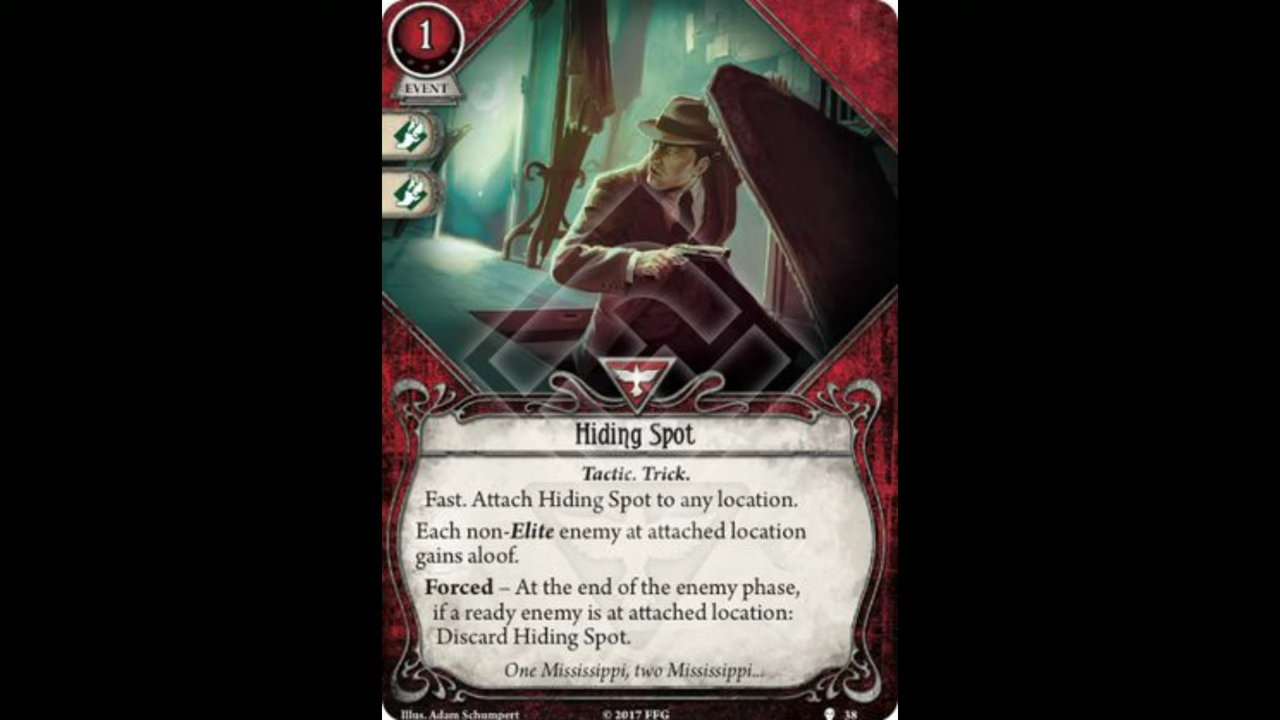 1
EVENT
Hiding Spot
Tactic. Trick.
Fast. Attach Hiding Spot to any location.
Each non-Elite enemy at attached location
gains aloof.
Forced – At the end of the enemy phase,
if a ready enemy is at attached location:
Discard Hiding Spot.
One Mississippi, two Mississippi...
Illus. Adam Schumpert
© 2017 FFG
38